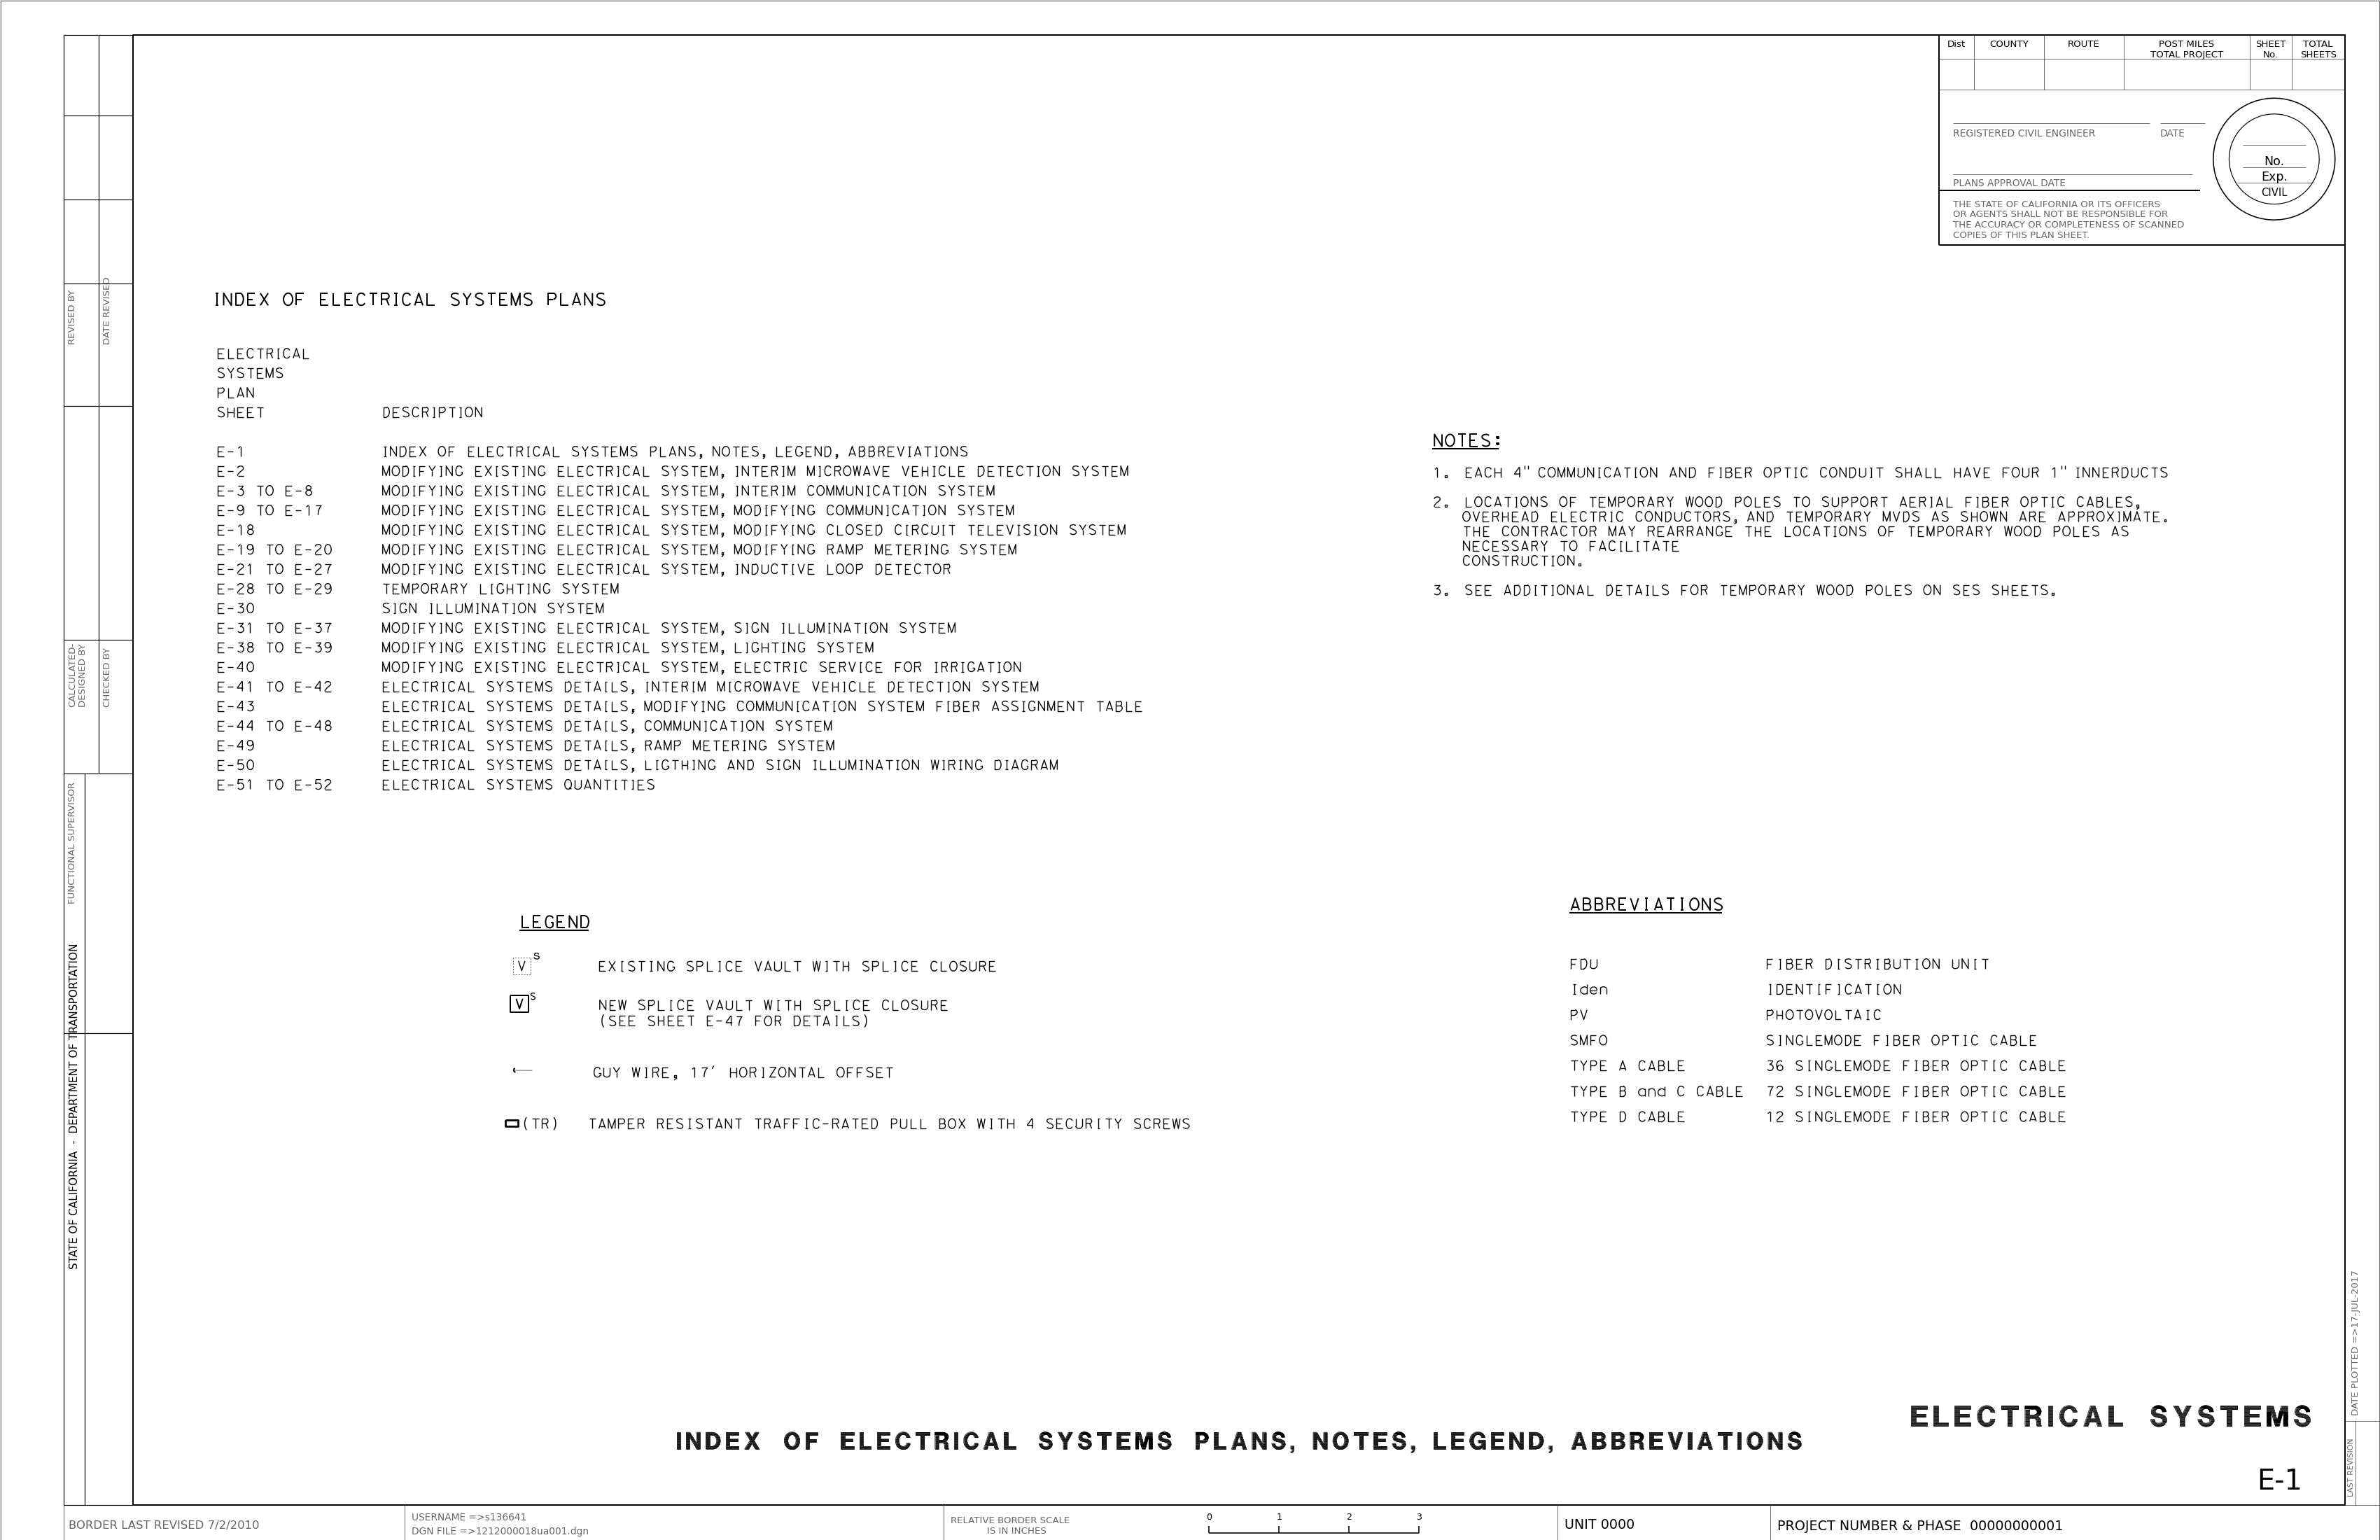 Dist COUNTY ROUTE POST MILES TOTAL PROJECT SHEET No. TOTAL SHEETS
REGISTERED CIVIL ENGINEER DATE
PLANS APPROVAL DATE
THE STATE OF CALIFORNIA OR ITS OFFICERS
OR AGENTS SHALL NOT BE RESPONSIBLE FOR
THE ACCURACY OR COMPLETENESS OF SCANNED
COPIES OF THIS PLAN SHEET.
No.
Exp.
CIVIL
REVISED BY
DATE REVISED
CALCULATED-
DESIGNED BY
CHECKED BY
FUNCTIONAL SUPERVISOR
STATE OF CALIFORNIA - DEPARTMENT OF TRANSPORTATION
INDEX OF ELECTRICAL SYSTEMS PLANS
ELECTRICAL
SYSTEMS
PLAN
SHEET DESCRIPTION
E-1 INDEX OF ELECTRICAL SYSTEMS PLANS, NOTES, LEGEND, ABBREVIATIONS
E-2 MODIFYING EXISTING ELECTRICAL SYSTEM, INTERIM MICROWAVE VEHICLE DETECTION SYSTEM
E-3 TO E-8 MODIFYING EXISTING ELECTRICAL SYSTEM, INTERIM COMMUNICATION SYSTEM
E-9 TO E-17 MODIFYING EXISTING ELECTRICAL SYSTEM, MODIFYING COMMUNICATION SYSTEM
E-18 MODIFYING EXISTING ELECTRICAL SYSTEM, MODIFYING CLOSED CIRCUIT TELEVISION SYSTEM
E-19 TO E-20 MODIFYING EXISTING ELECTRICAL SYSTEM, MODIFYING RAMP METERING SYSTEM
E-21 TO E-27 MODIFYING EXISTING ELECTRICAL SYSTEM, INDUCTIVE LOOP DETECTOR
E-28 TO E-29 TEMPORARY LIGHTING SYSTEM
E-30 SIGN ILLUMINATION SYSTEM
E-31 TO E-37 MODIFYING EXISTING ELECTRICAL SYSTEM, SIGN ILLUMINATION SYSTEM
E-38 TO E-39 MODIFYING EXISTING ELECTRICAL SYSTEM, LIGHTING SYSTEM
E-40 MODIFYING EXISTING ELECTRICAL SYSTEM, ELECTRIC SERVICE FOR IRRIGATION
E-41 TO E-42 ELECTRICAL SYSTEMS DETAILS, INTERIM MICROWAVE VEHICLE DETECTION SYSTEM
E-43 ELECTRICAL SYSTEMS DETAILS, MODIFYING COMMUNICATION SYSTEM FIBER ASSIGNMENT TABLE
E-44 TO E-48 ELECTRICAL SYSTEMS DETAILS, COMMUNICATION SYSTEM
E-49 ELECTRICAL SYSTEMS DETAILS, RAMP METERING SYSTEM
E-50 ELECTRICAL SYSTEMS DETAILS, LIGTHING AND SIGN ILLUMINATION WIRING DIAGRAM
E-51 TO E-52 ELECTRICAL SYSTEMS QUANTITIES
NOTES:
1. EACH 4" COMMUNICATION AND FIBER OPTIC CONDUIT SHALL HAVE FOUR 1" INNERDUCTS
2. LOCATIONS OF TEMPORARY WOOD POLES TO SUPPORT AERIAL FIBER OPTIC CABLES,
OVERHEAD ELECTRIC CONDUCTORS, AND TEMPORARY MVDS AS SHOWN ARE APPROXIMATE.
THE CONTRACTOR MAY REARRANGE THE LOCATIONS OF TEMPORARY WOOD POLES AS
NECESSARY TO FACILITATE
CONSTRUCTION.
3. SEE ADDITIONAL DETAILS FOR TEMPORARY WOOD POLES ON SES SHEETS.
LEGEND
V S EXISTING SPLICE VAULT WITH SPLICE CLOSURE
V S NEW SPLICE VAULT WITH SPLICE CLOSURE
(SEE SHEET E-47 FOR DETAILS)
GUY WIRE, 17' HORIZONTAL OFFSET
(TR) TAMPER RESISTANT TRAFFIC-RATED PULL BOX WITH 4 SECURITY SCREWS
ABBREVIATIONS
FDU FIBER DISTRIBUTION UNIT
Iden IDENTIFICATION
PV PHOTOVOLTAIC
SMFO SINGLEMODE FIBER OPTIC CABLE
TYPE A CABLE 36 SINGLEMODE FIBER OPTIC CABLE
TYPE B and C CABLE 72 SINGLEMODE FIBER OPTIC CABLE
TYPE D CABLE 12 SINGLEMODE FIBER OPTIC CABLE
ELECTRICAL SYSTEMS
INDEX OF ELECTRICAL SYSTEMS PLANS, NOTES, LEGEND, ABBREVIATIONS
E-1
DATE PLOTTED =>17-JUL-2017
LAST REVISION
BORDER LAST REVISED 7/2/2010
USERNAME =>s136641
DGN FILE =>1212000018ua001.dgn
RELATIVE BORDER SCALE
IS IN INCHES
0 1 2 3
UNIT 0000
PROJECT NUMBER & PHASE 00000000001